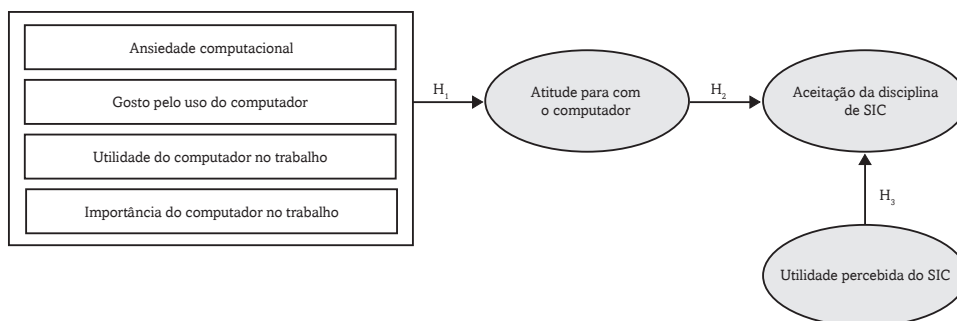 Ansiedade computacional
Gosto pelo uso do computador
Utilidade do computador no trabalho
Importância do computador no trabalho
H₁
Atitude para com
o computador
H₂
Aceitação da disciplina
de SIC
H₃
Utilidade percebida do SIC